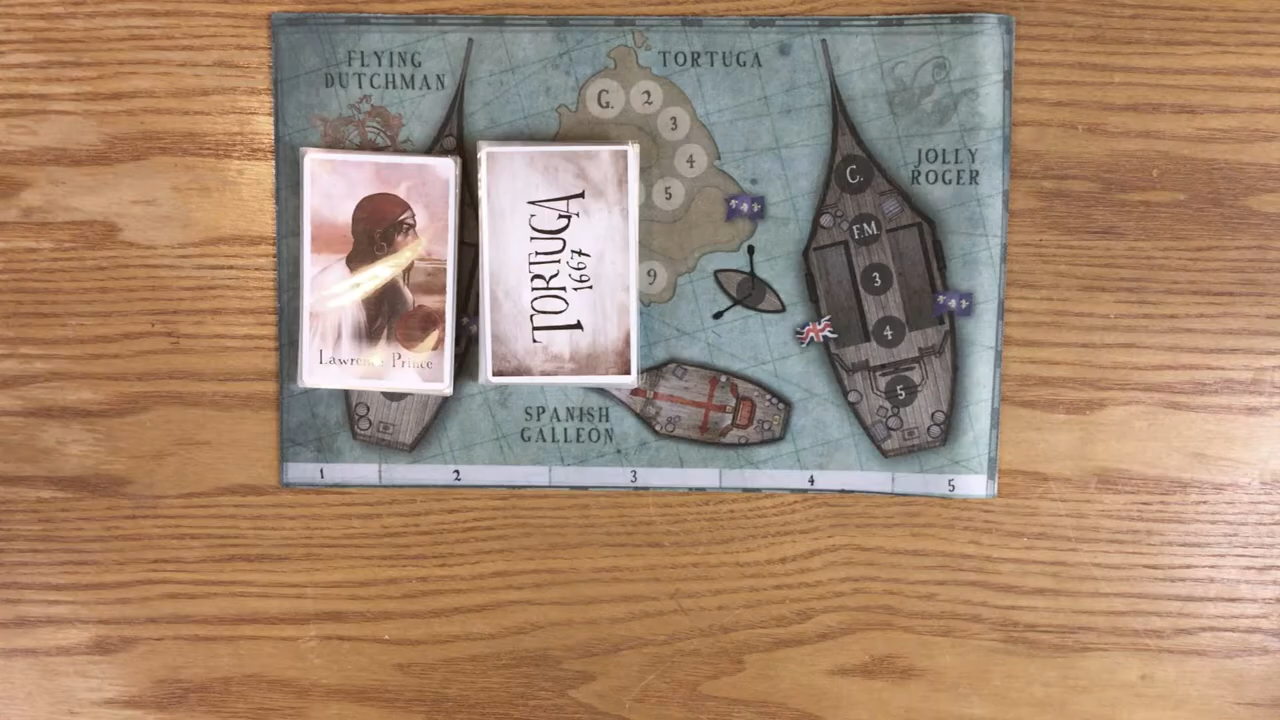 FLYING
DUTCHMAN
TORTUGA
G.
2
3
4
5
9
JOLLY
ROGER
C.
F.M.
3
4
5
Lawrence Prince
TORTUGA
1667
SPANISH
GALLEON
1
2
3
4
5